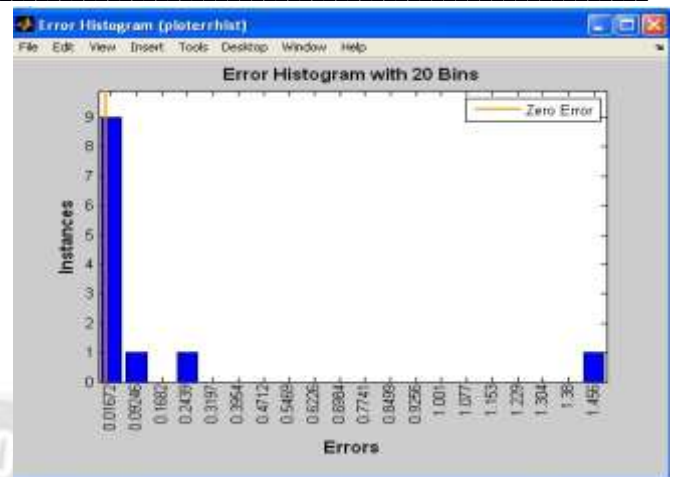 Error Histogram (ploterrhist)
File Edit View Insert Tools Desktop Window Help
Error Histogram with 20 Bins
Zero Error
9
8
7
6
5
4
3
2
1
0
Instances
0.01672 0.09246 0.1682 0.2439 0.3197 0.3954 0.4712 0.5469 0.6226 0.6984 0.7741 0.8499 0.9256 1.001 1.077 1.153 1.229 1.304 1.38 1.456
Errors